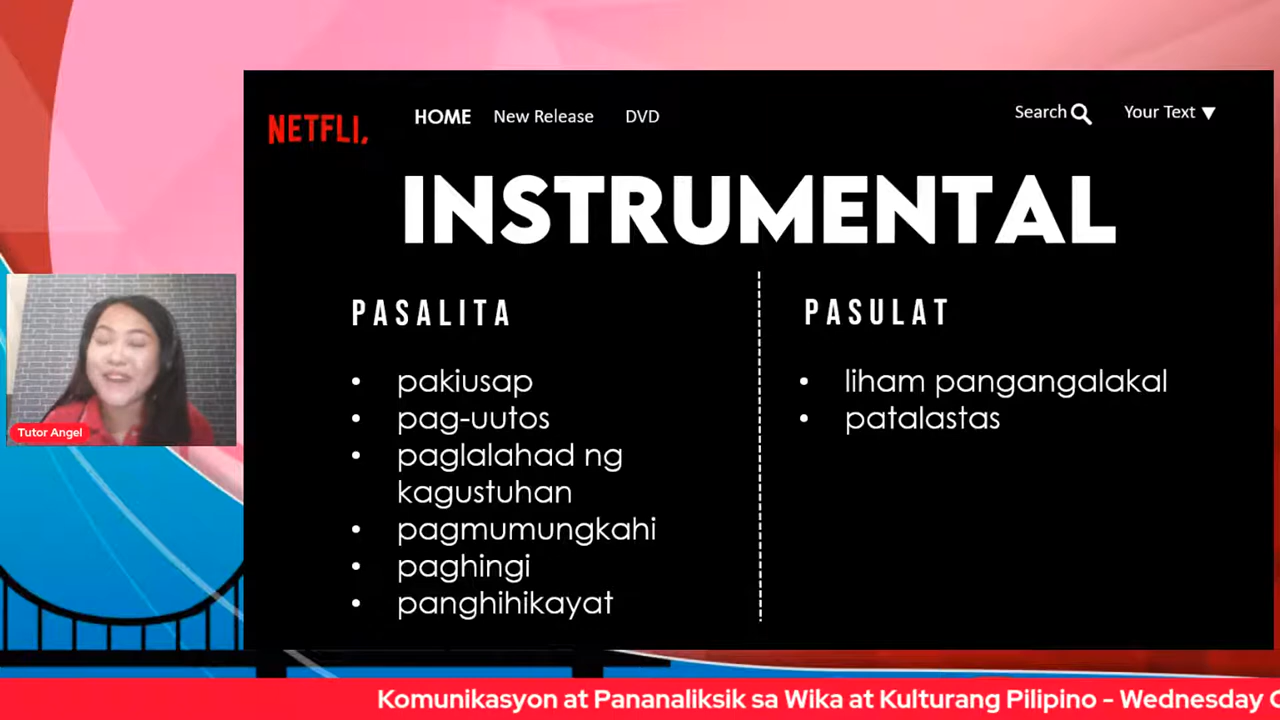 NETFLI.
HOME New Release DVD
Search Your Text
INSTRUMENTAL
PASALITA
• pakiusap
• pag-uutos
• paglalahad ng
kagustuhan
• pagmumungkahi
• paghingi
• panghihikayat
PASULAT
• liham pangangalakal
• patalastas
Tutor Angel
Komunikasyon at Pananaliksik sa Wika at Kulturang Pilipino - Wednesday